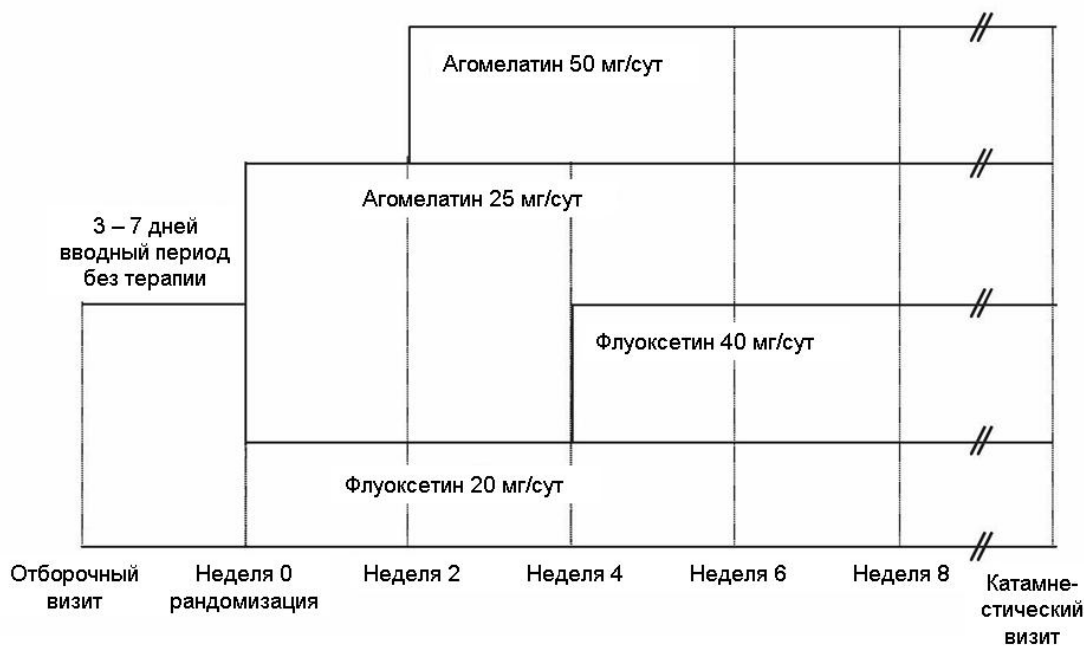 Агомелатин 50 мг/сут
Агомелатин 25 мг/сут
3 – 7 дней
вводный период
без терапии
Флуоксетин 40 мг/сут
Флуоксетин 20 мг/сут
Отборочный
визит
Неделя 0
рандомизация
Неделя 2
Неделя 4
Неделя 6
Неделя 8
Катамне-
стический
визит